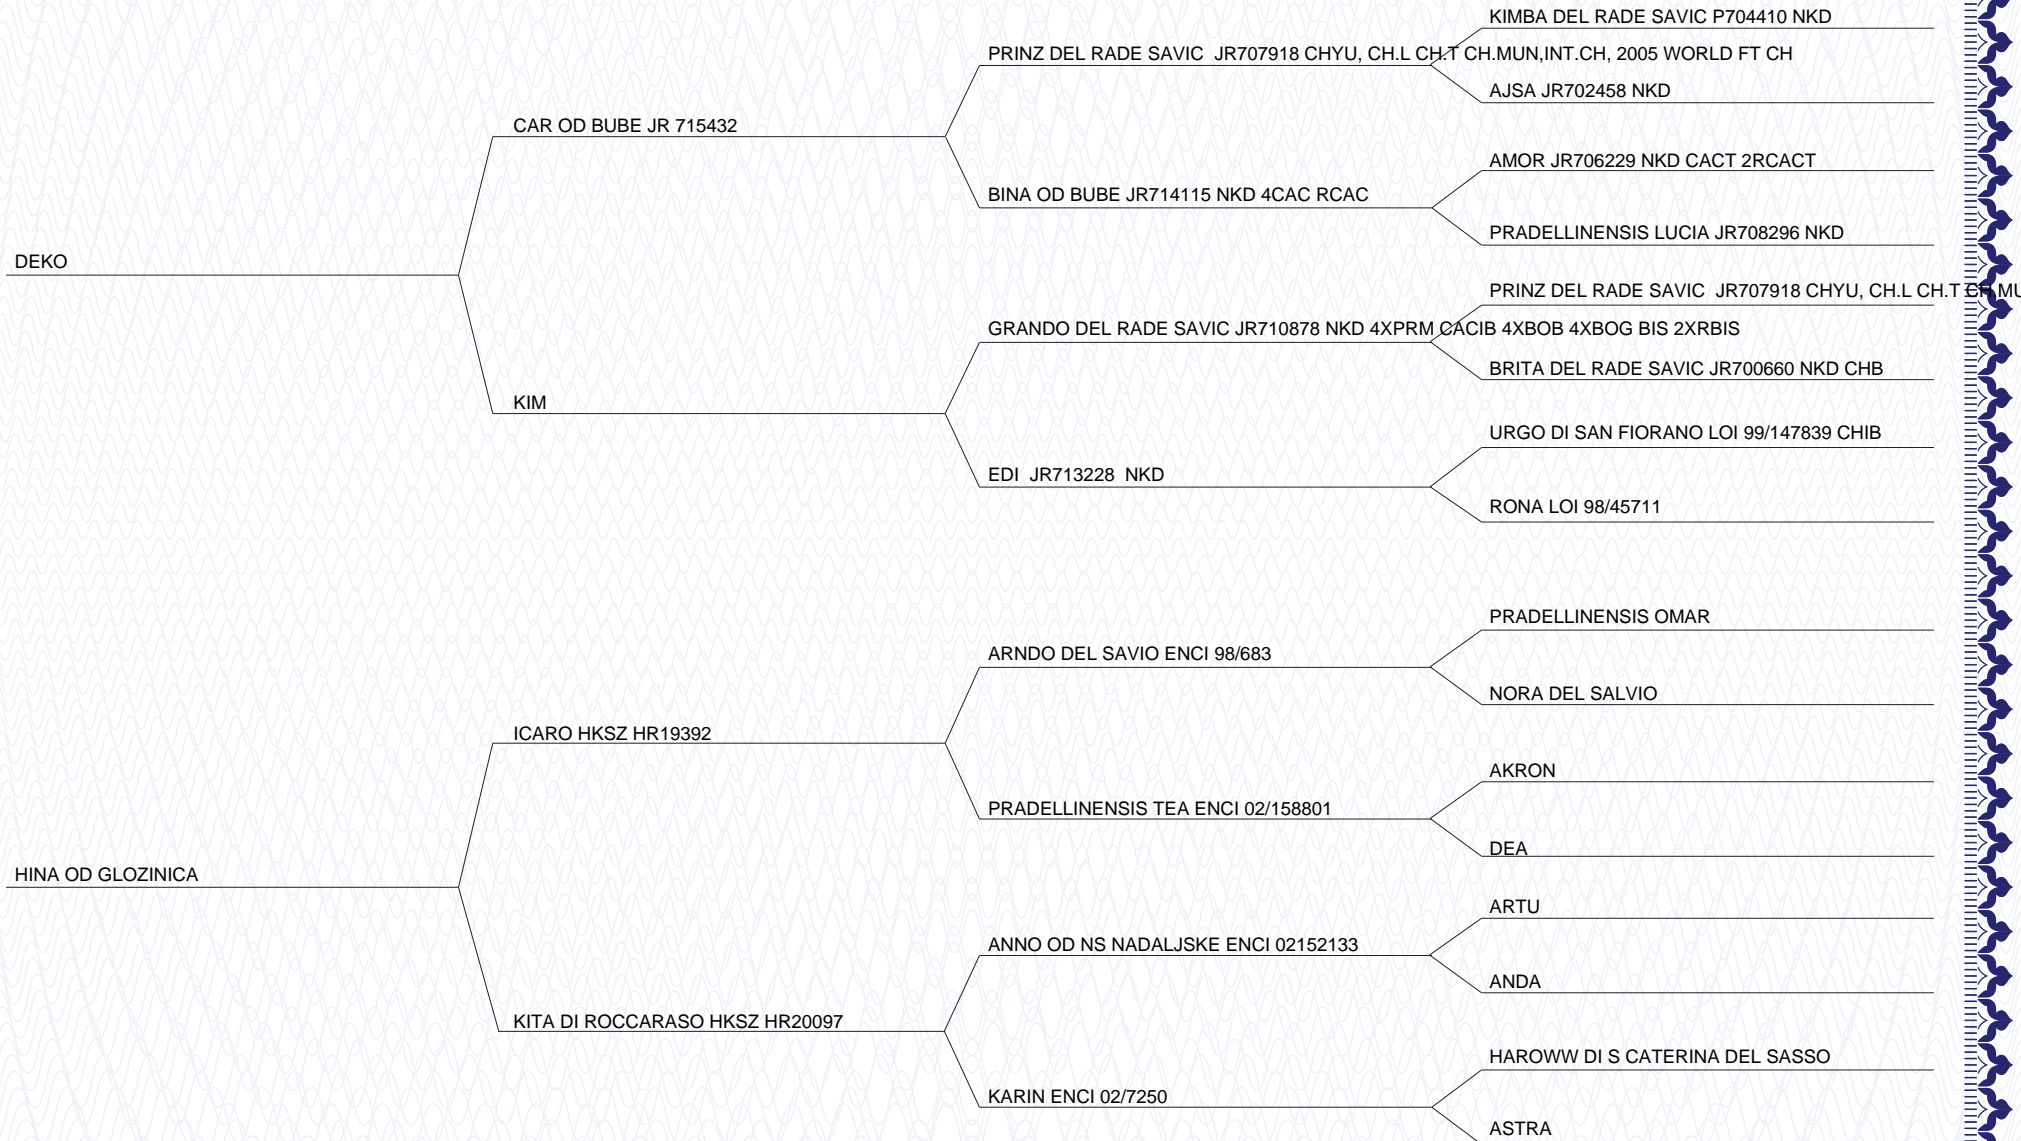 KIMBA DEL RADE SAVIC P704410 NKD
PRINZ DEL RADE SAVIC  JR707918 CHYU, CH.L CH.T CH.MUN,INT.CH, 2005 WORLD FT CH
AJSA JR702458 NKD
CAR OD BUBE JR 715432
AMOR JR706229 NKD CACT 2RCACT
BINA OD BUBE JR714115 NKD 4CAC RCAC
PRADELLINENSIS LUCIA JR708296 NKD
DEKO
PRINZ DEL RADE SAVIC  JR707918 CHYU, CH.L CH.T CH.MU
GRANDO DEL RADE SAVIC JR710878 NKD 4XPRM CACIB 4XBOB 4XBOG BIS 2XRBIS
BRITA DEL RADE SAVIC JR700660 NKD CHB
KIM
URGO DI SAN FIORANO LOI 99/147839 CHIB
EDI  JR713228  NKD
RONA LOI 98/45711
PRADELLINENSIS OMAR
ARNDO DEL SAVIO ENCI 98/683
NORA DEL SALVIO
ICARO HKSZ HR19392
AKRON
PRADELLINENSIS TEA ENCI 02/158801
DEA
HINA OD GLOZINICA
ARTU
ANNO OD NS NADALJSKE ENCI 02152133
ANDA
KITA DI ROCCARASO HKSZ HR20097
HAROWW DI S CATERINA DEL SASSO
KARIN ENCI 02/7250
ASTRA